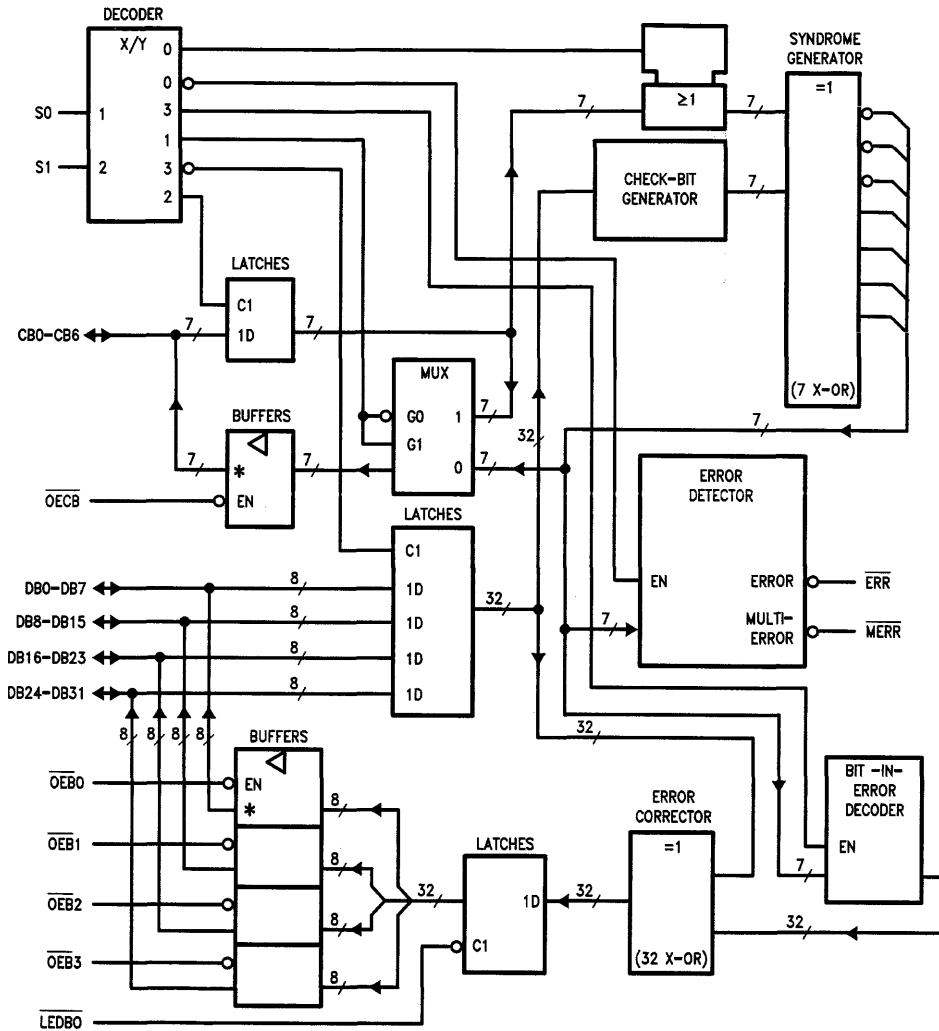 DECODER
X/Y
0
0
3
1
3
2
S0
1
S1
2
≥1
7
7
SYNDROME
GENERATOR
=1
(7 X-OR)
CHECK-BIT
GENERATOR
7
LATCHES
C1
1D
CB0-CB6
7
7
MUX
G0
G1
1
0
7
7
32
7
BUFFERS
*
EN
7
7
OECB
ERROR
DETECTOR
EN
ERROR
MULTI-
ERROR
7
ERR
MERR
LATCHES
C1
1D
1D
1D
1D
DB0-DB7
8
DB8-DB15
8
DB16-DB23
8
DB24-DB31
8
32
8
8
8
8
BUFFERS
EN
*
OEB0
OEB1
OEB2
OEB3
LEDBO
8
8
8
8
32
LATCHES
1D
C1
32
32
ERROR
CORRECTOR
=1
(32 X-OR)
BIT -IN-
ERROR
DECODER
EN
7
32